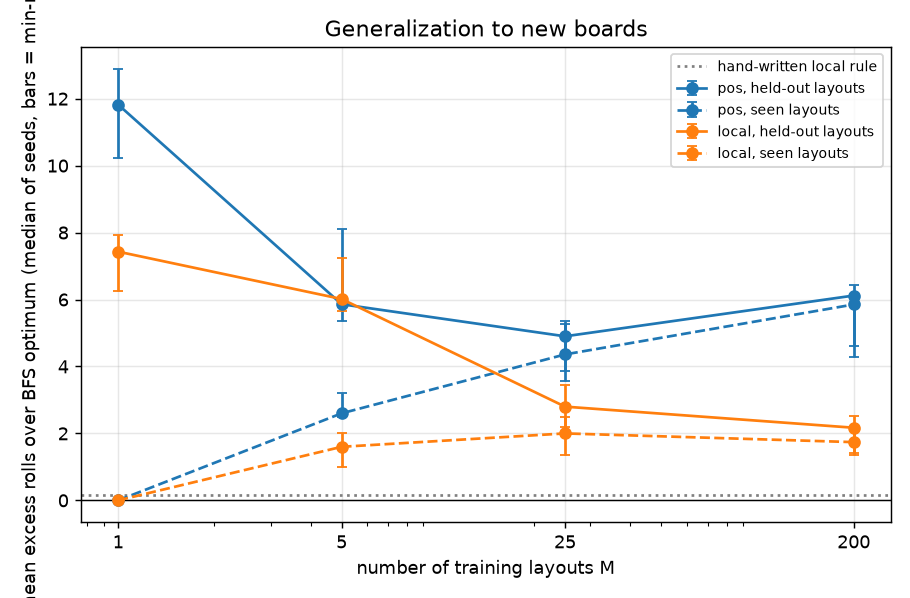 Generalization to new boards
excess rolls over BFS optimum (median of seeds, bars =
12
10
8
6
4
2
0
hand-written local rule
pos, held-out layouts
pos, seen layouts
local, held-out layouts
local, seen layouts
1
5
25
200
number of training layouts M